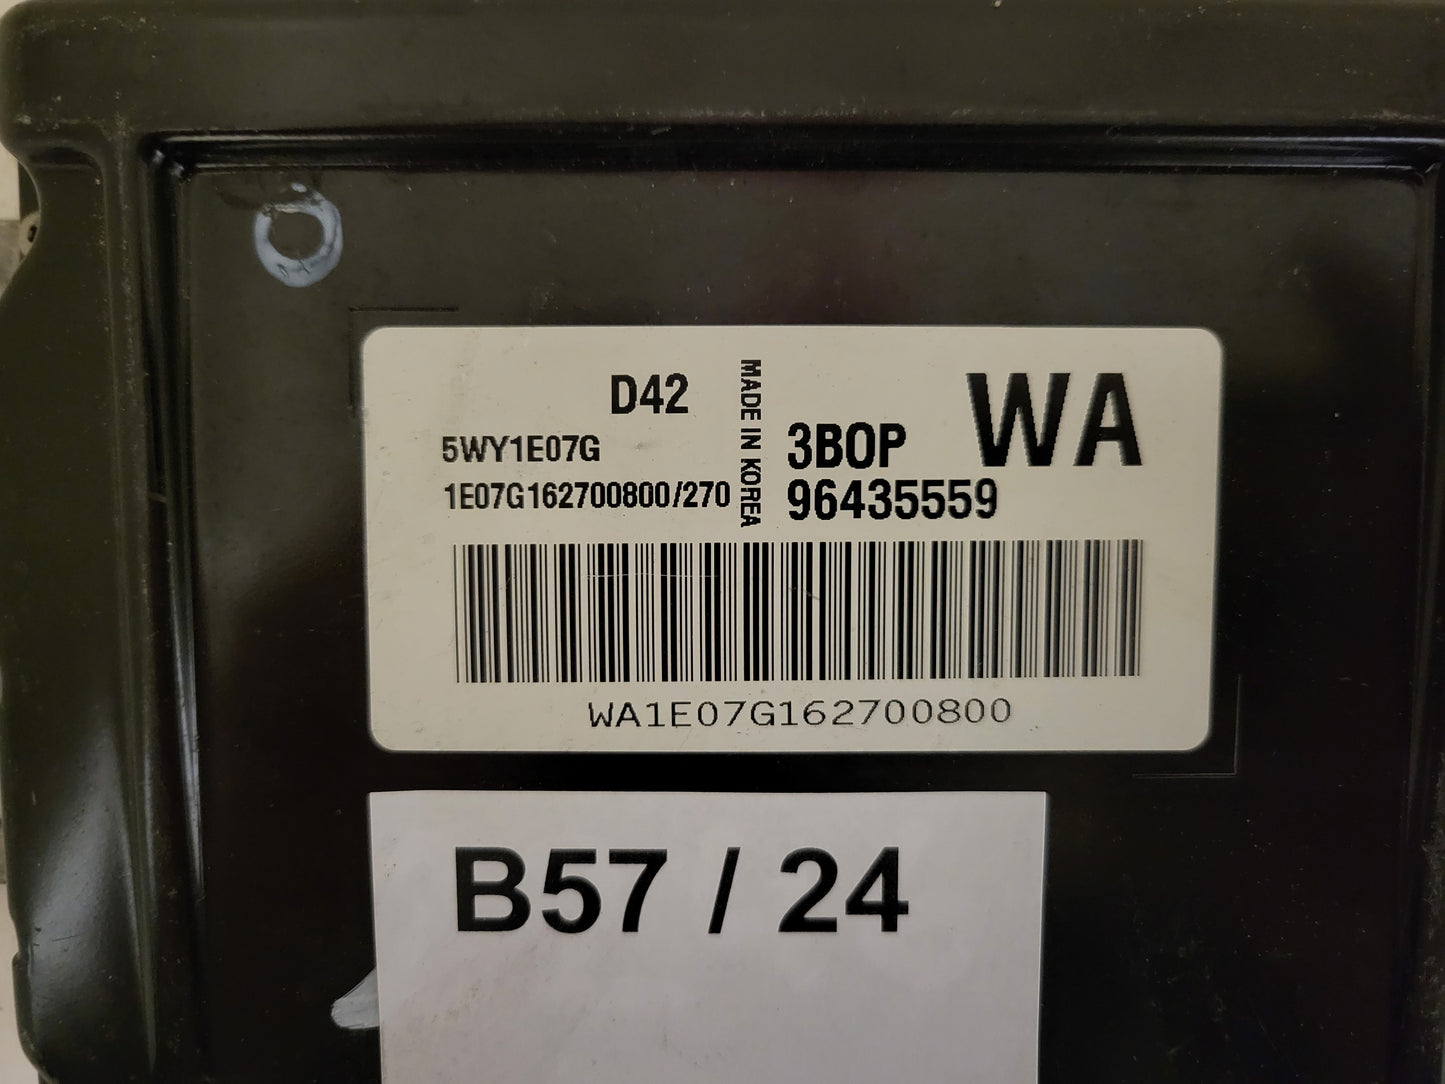 D42
5WY1E07G
1E07G162700800/270
MADE IN KOREA
WA
3BOP
96435559
WA1E07G162700800
B57 / 24